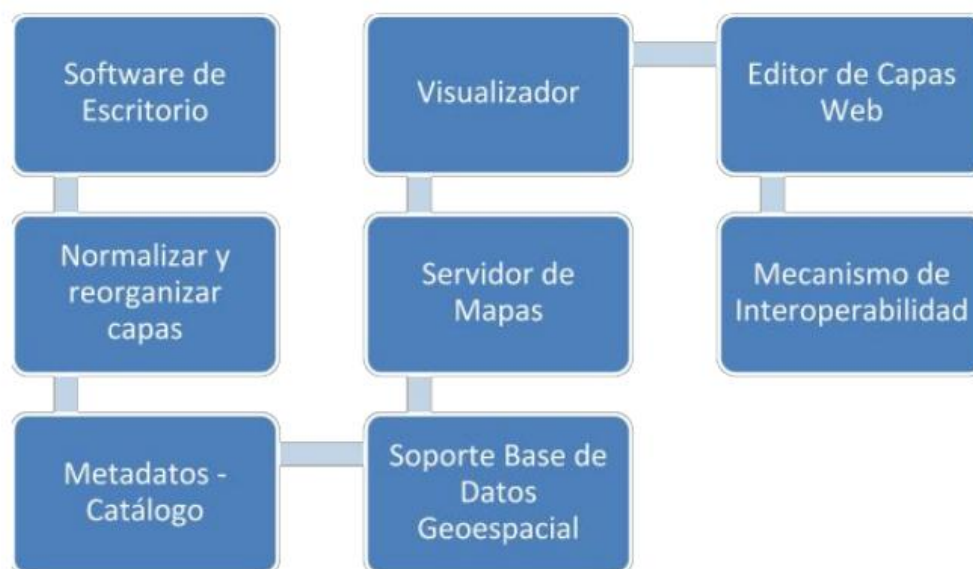 Software de
Escritorio
Normalizar y
reorganizar
capas
Metadatos -
Catálogo
Soporte Base de
Datos
Geoespacial
Servidor de
Mapas
Visualizador
Editor de Capas
Web
Mecanismo de
Interoperabilidad